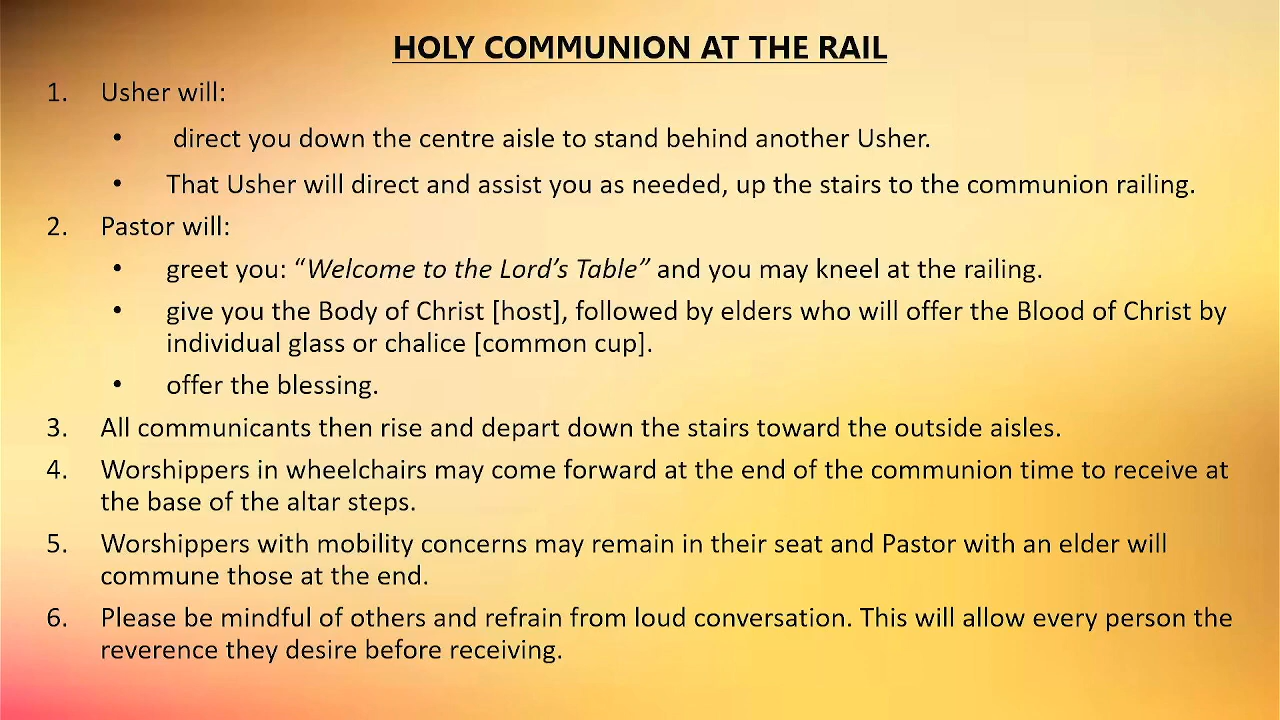 HOLY COMMUNION AT THE RAIL
1. Usher will:
• direct you down the centre aisle to stand behind another Usher.
• That Usher will direct and assist you as needed, up the stairs to the communion railing.
2. Pastor will:
• greet you: “Welcome to the Lord’s Table” and you may kneel at the railing.
• give you the Body of Christ [host], followed by elders who will offer the Blood of Christ by
individual glass or chalice [common cup].
• offer the blessing.
3. All communicants then rise and depart down the stairs toward the outside aisles.
4. Worshippers in wheelchairs may come forward at the end of the communion time to receive at
the base of the altar steps.
5. Worshippers with mobility concerns may remain in their seat and Pastor with an elder will
commune those at the end.
6. Please be mindful of others and refrain from loud conversation. This will allow every person the
reverence they desire before receiving.